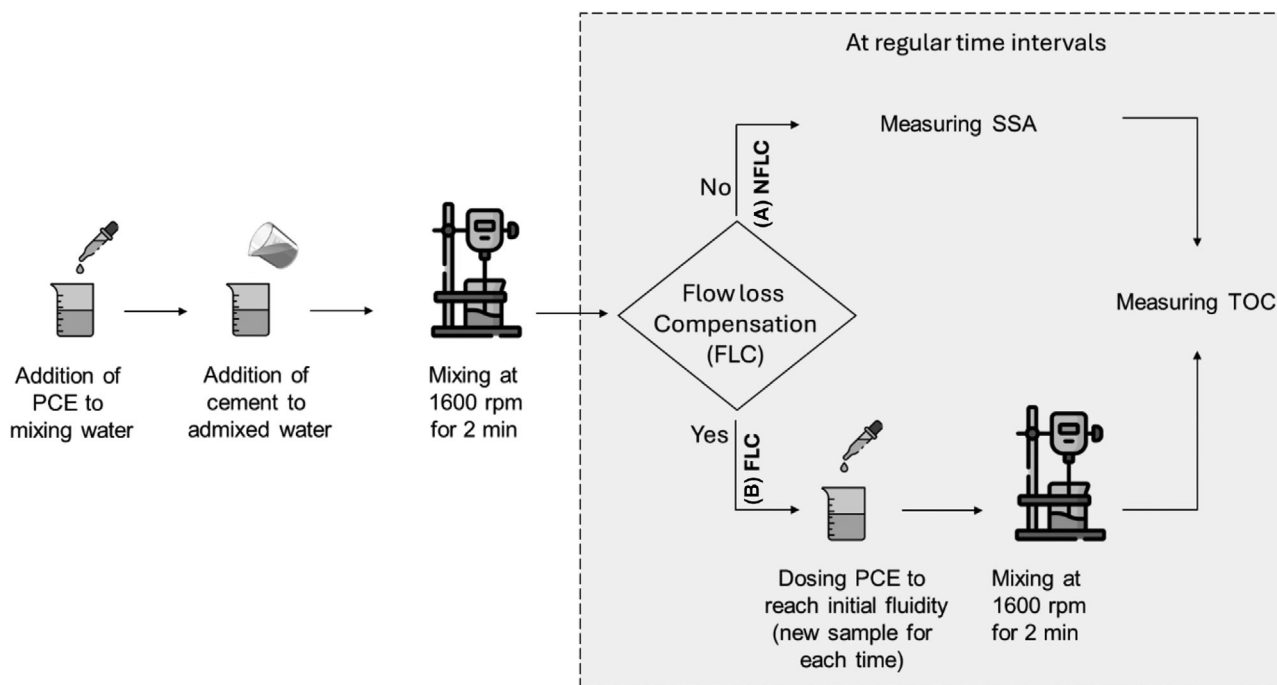 At regular time intervals
Measuring SSA
No
(A) NFLC
Flow loss
Compensation
(FLC)
Measuring TOC
Addition of
PCE to
mixing water
Addition of
cement to
admixed water
Mixing at
1600 rpm
for 2 min
Yes
(B) FLC
Dosing PCE to
reach initial fluidity
(new sample for
each time)
Mixing at
1600 rpm
for 2 min